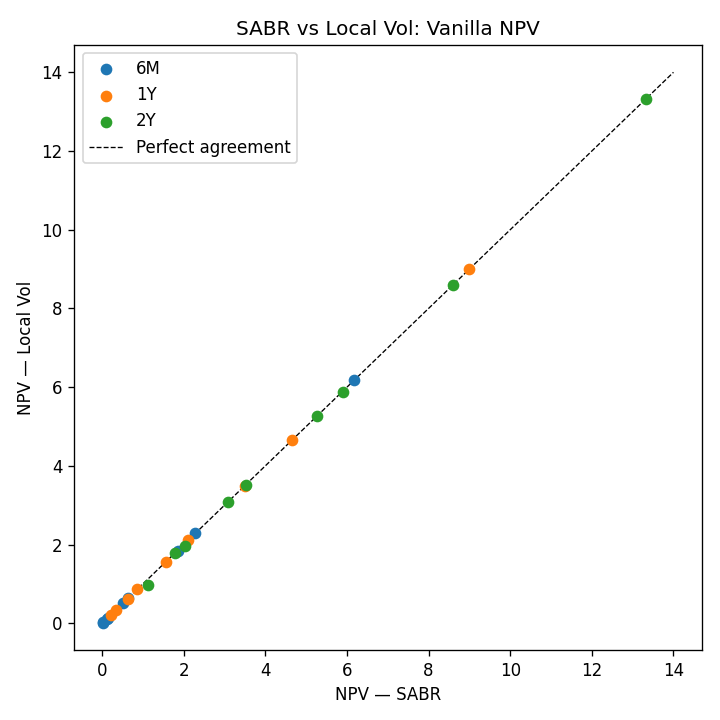 SABR vs Local Vol: Vanilla NPV
6M
1Y
2Y
Perfect agreement
14
12
10
8
6
4
2
0
NPV — Local Vol
0
2
4
6
8
10
12
14
NPV — SABR